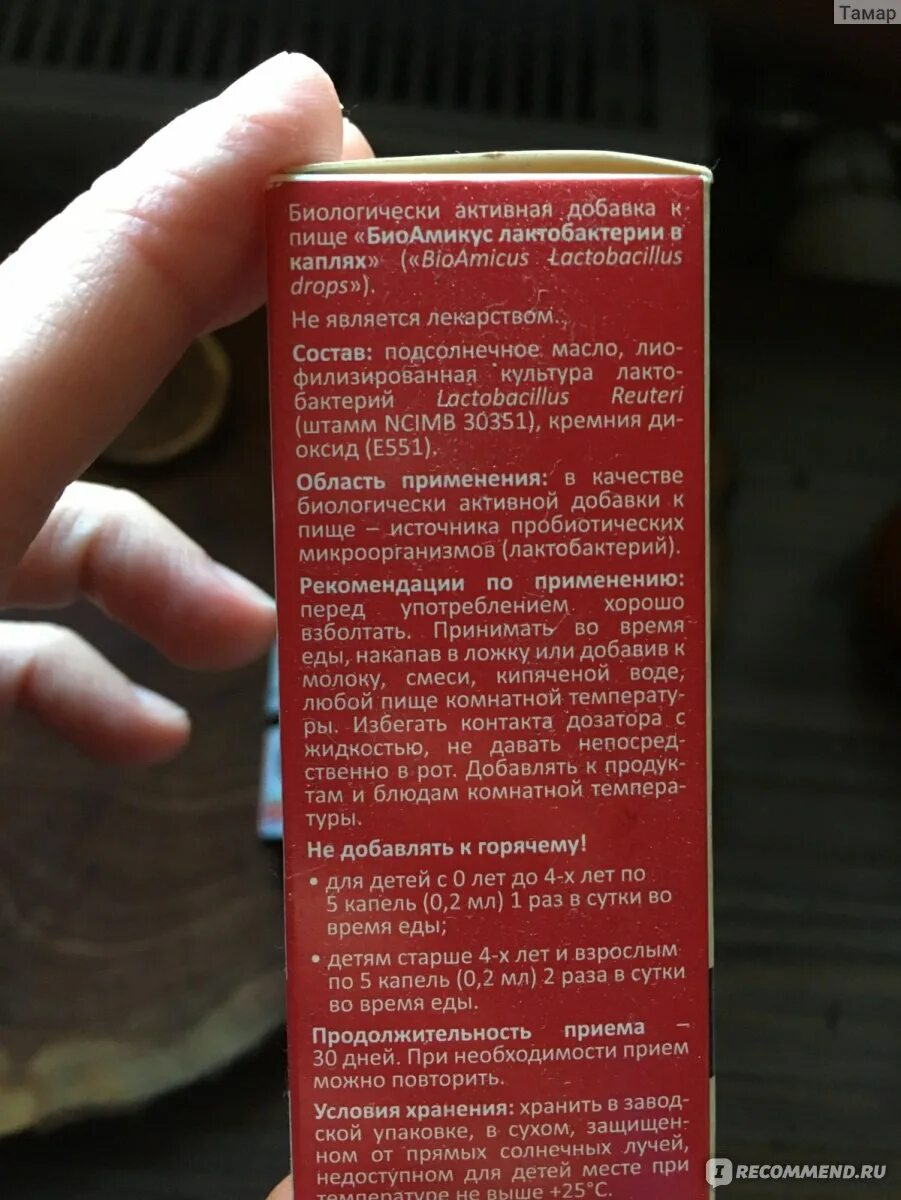 Тамар
Биологически активная добавка к
пище «БиоАмикус лактобактерии в
каплях» («BioAmicus Lactobacillus
drops»).
Не является лекарством.
Состав: подсолнечное масло, лио-
филизированная культура лакто-
бактерий Lactobacillus Reuteri
(штамм NCIMB 30351), кремния ди-
оксид (Е551).
Область применения: в качестве
биологически активной добавки к
пище – источника пробиотических
микроорганизмов (лактобактерий).
Рекомендации по применению:
перед употреблением хорошо
взболтать. Принимать во время
еды, накапав в ложку или добавив к
молоку, смеси, кипяченой воде,
любой пище комнатной температу-
ры. Избегать контакта дозатора с
жидкостью, не давать непосред-
ственно в рот. Добавлять к продук-
там и блюдам комнатной темпера-
туры.
Не добавлять к горячему!
• для детей с 0 лет до 4-х лет по
5 капель (0,2 мл) 1 раз в сутки во
время еды;
• детям старше 4-х лет и взрослым
по 5 капель (0,2 мл) 2 раза в сутки
во время еды.
Продолжительность приема –
30 дней. При необходимости прием
можно повторить.
Условия хранения: хранить в завод-
ской упаковке, в сухом, защищен-
ном от прямых солнечных лучей,
недоступном для детей месте при
температуре не выше +25°С.
IRECOMMEND.RU